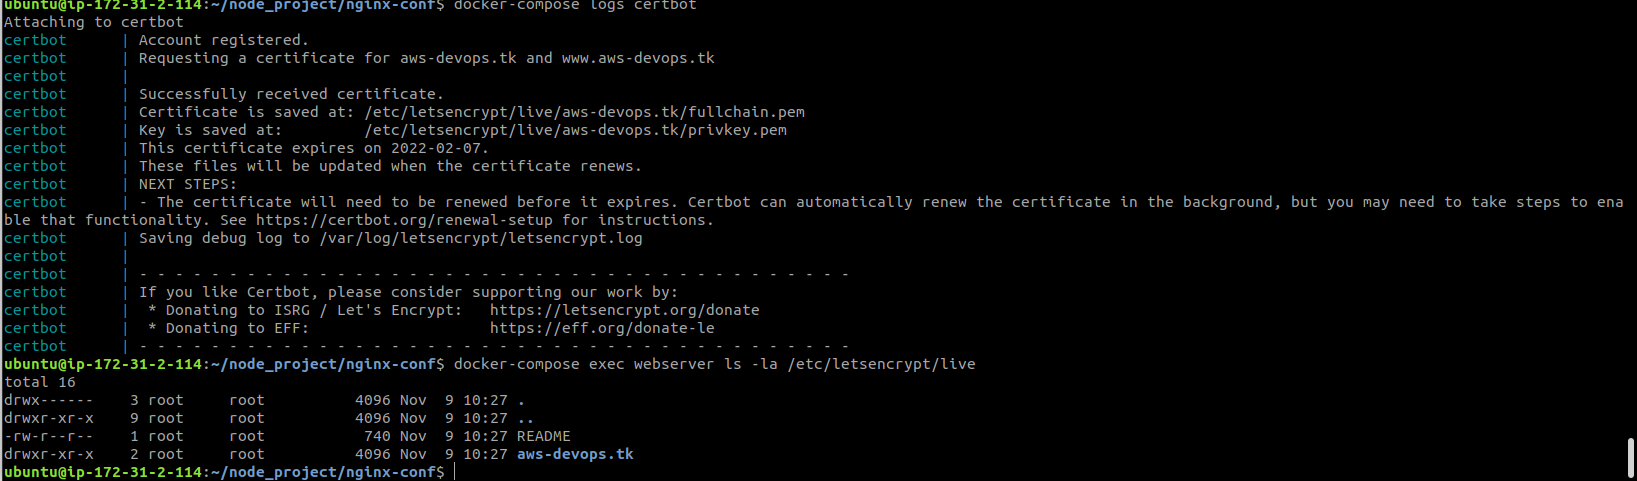 ubuntu@ip-172-31-2-114:~/node_project/nginx-conf$ docker-compose logs certbot
Attaching to certbot
certbot      | Account registered.
certbot      | Requesting a certificate for aws-devops.tk and www.aws-devops.tk
certbot      |
certbot      | Successfully received certificate.
certbot      | Certificate is saved at: /etc/letsencrypt/live/aws-devops.tk/fullchain.pem
certbot      | Key is saved at:         /etc/letsencrypt/live/aws-devops.tk/privkey.pem
certbot      | This certificate expires on 2022-02-07.
certbot      | These files will be updated when the certificate renews.
certbot      | NEXT STEPS:
certbot      | - The certificate will need to be renewed before it expires. Certbot can automatically renew the certificate in the background, but you may need to take steps to ena
ble that functionality. See https://certbot.org/renewal-setup for instructions.
certbot      | Saving debug log to /var/log/letsencrypt/letsencrypt.log
certbot      |
certbot      | - - - - - - - - - - - - - - - - - - - - - - - - - - - - - - - - - - - - - - - -
certbot      | If you like Certbot, please consider supporting our work by:
certbot      |  * Donating to ISRG / Let's Encrypt:   https://letsencrypt.org/donate
certbot      |  * Donating to EFF:                    https://eff.org/donate-le
certbot      | - - - - - - - - - - - - - - - - - - - - - - - - - - - - - - - - - - - - - - - -
ubuntu@ip-172-31-2-114:~/node_project/nginx-conf$ docker-compose exec webserver ls -la /etc/letsencrypt/live
total 16
drwx------    3 root     root          4096 Nov  9 10:27 .
drwxr-xr-x    9 root     root          4096 Nov  9 10:27 ..
-rw-r--r--    1 root     root           740 Nov  9 10:27 README
drwxr-xr-x    2 root     root          4096 Nov  9 10:27 aws-devops.tk
ubuntu@ip-172-31-2-114:~/node_project/nginx-conf$